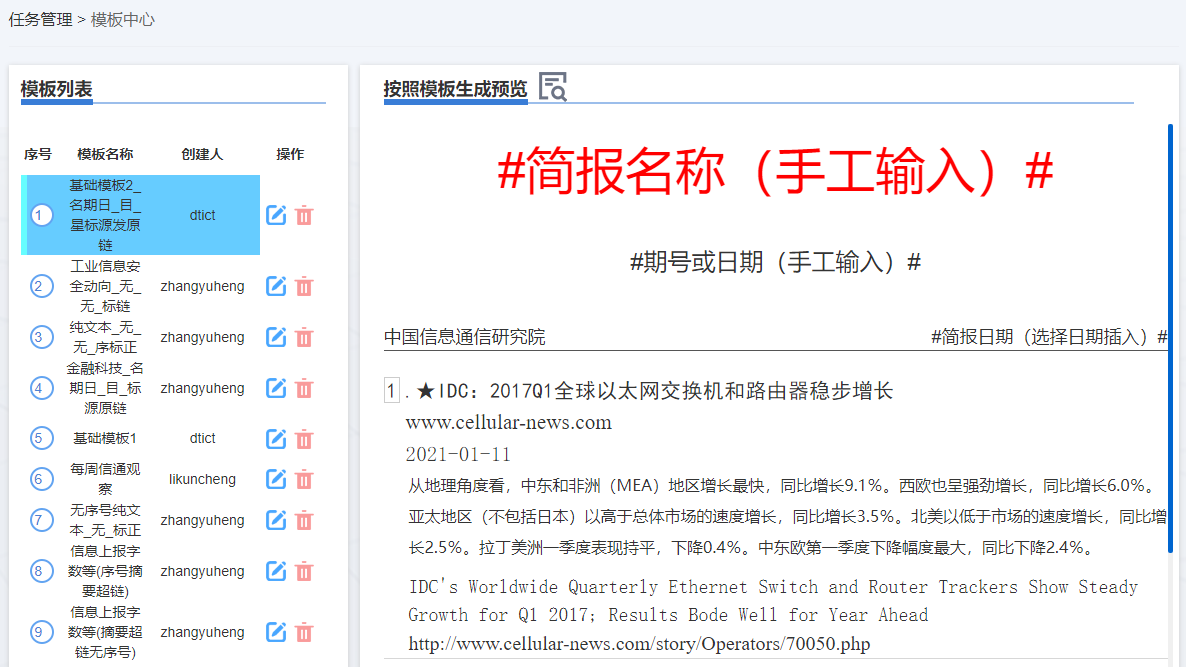 任务管理 > 模板中心
模板列表
序号 模板名称 创建人 操作
1 基础模板2_
名期日_目_
星标源发原
链
dtict
2 工业信息安
全动向_无_
无_标链
zhangyuheng
3 纯文本_无_
无_序标正
zhangyuheng
4 金融科技_名
期日_目_标
源原链
zhangyuheng
5 基础模板1 dtict
6 每周信通观
察
likuncheng
7 无序号纯文
本_无_标正
zhangyuheng
8 信息上报字
数等(序号摘
要超链)
zhangyuheng
9 信息上报字
数等(摘要超
链无序号)
zhangyuheng
按照模板生成预览
#简报名称（手工输入）#
#期号或日期（手工输入）#
中国信息通信研究院 #简报日期（选择日期插入）#
1 . ★IDC：2017Q1全球以太网交换机和路由器稳步增长
www.cellular-news.com
2021-01-11
从地理角度看，中东和非洲（MEA）地区增长最快，同比增长9.1%。西欧也呈强劲增长，同比增长6.0%。
亚太地区（不包括日本）以高于总体市场的速度增长，同比增长3.5%。北美以低于市场的速度增长，同比增
长2.5%。拉丁美洲一季度表现持平，下降0.4%。中东欧第一季度下降幅度最大，同比下降2.4%。
IDC's Worldwide Quarterly Ethernet Switch and Router Trackers Show Steady
Growth for Q1 2017; Results Bode Well for Year Ahead
http://www.cellular-news.com/story/Operators/70050.php